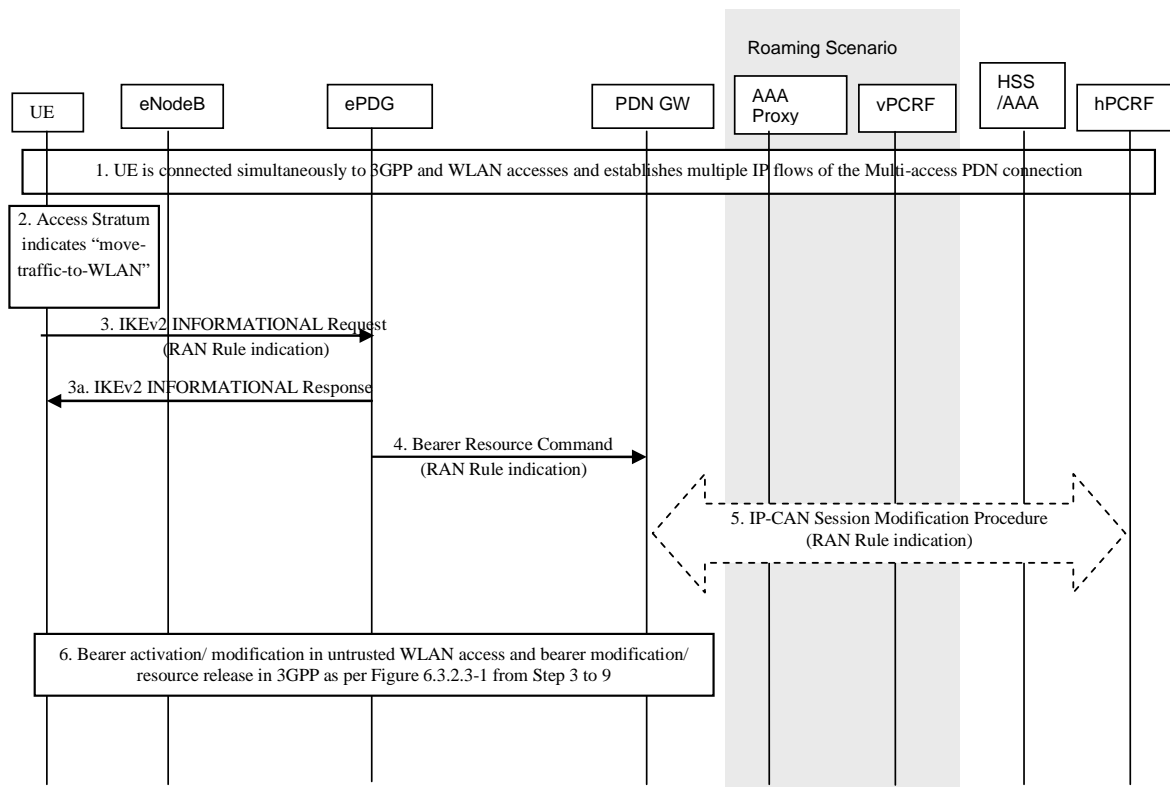 Roaming Scenario
UE
eNodeB
ePDG
PDN GW
AAA
Proxy
vPCRF
HSS
/AAA
hPCRF
1. UE is connected simultaneously to 3GPP and WLAN accesses and establishes multiple IP flows of the Multi-access PDN connection
2. Access Stratum
indicates “move-
traffic-to-WLAN”
3. IKEv2 INFORMATIONAL Request
(RAN Rule indication)
3a. IKEv2 INFORMATIONAL Response
4. Bearer Resource Command
(RAN Rule indication)
5. IP-CAN Session Modification Procedure
(RAN Rule indication)
6. Bearer activation/ modification in untrusted WLAN access and bearer modification/
resource release in 3GPP as per Figure 6.3.2.3-1 from Step 3 to 9